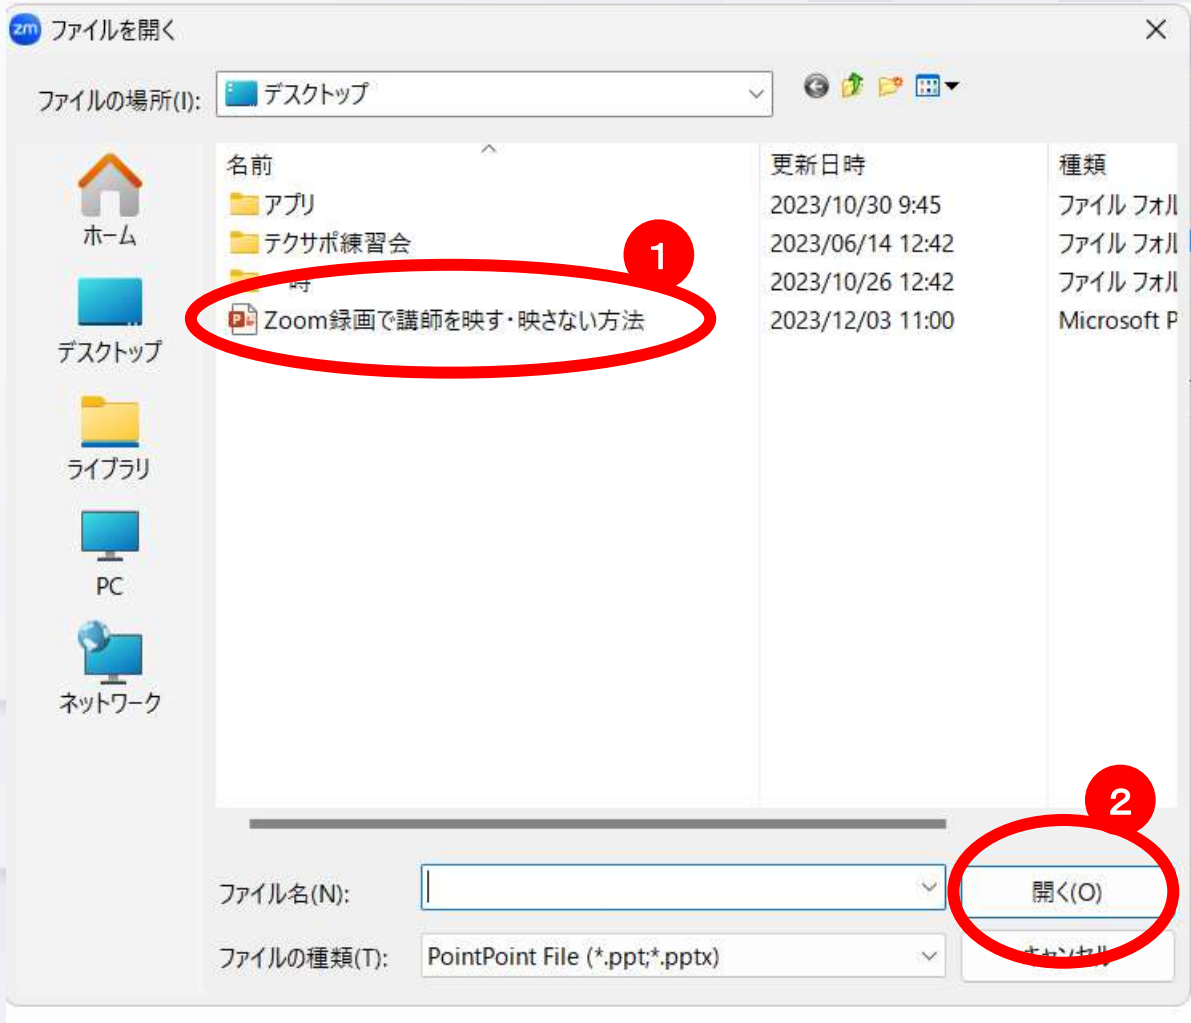 zm ファイルを開く
ファイルの場所(I): デスクトップ
名前 更新日時 種類
アプリ 2023/10/30 9:45 ファイル フォル
テクサポ練習会 2023/06/14 12:42 ファイル フォル
1
時 2023/10/26 12:42 ファイル フォル
Zoom録画で講師を映す・映さない方法 2023/12/03 11:00 Microsoft P
ホーム
デスクトップ
ライブラリ
PC
ネットワーク
2
ファイル名(N): 開く(O)
ファイルの種類(T): PointPoint File (*.ppt;*.pptx) キャンセル